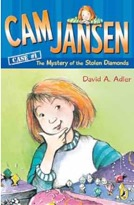 CAM
JANSEN
CASE #1
The Mystery of the Stolen Diamonds
David A. Adler